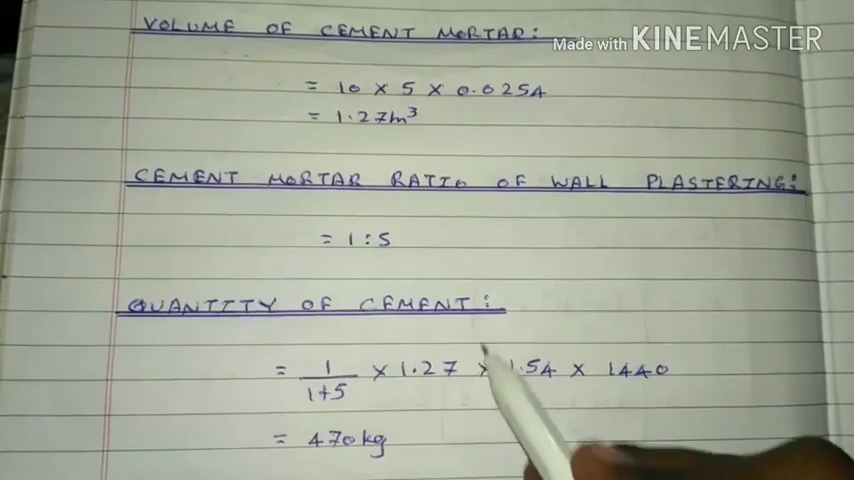 VOLUME OF CEMENT MORTAR:
Made with KINEMASTER
= 10 × 5 × 0.0254
= 1.27m³
CEMENT MORTAR RATIO OF WALL PLASTERING:
= 1:5
QUANTITY OF CEMENT:
= 1/1+5 × 1.27 × 1.54 × 1440
= 470kg